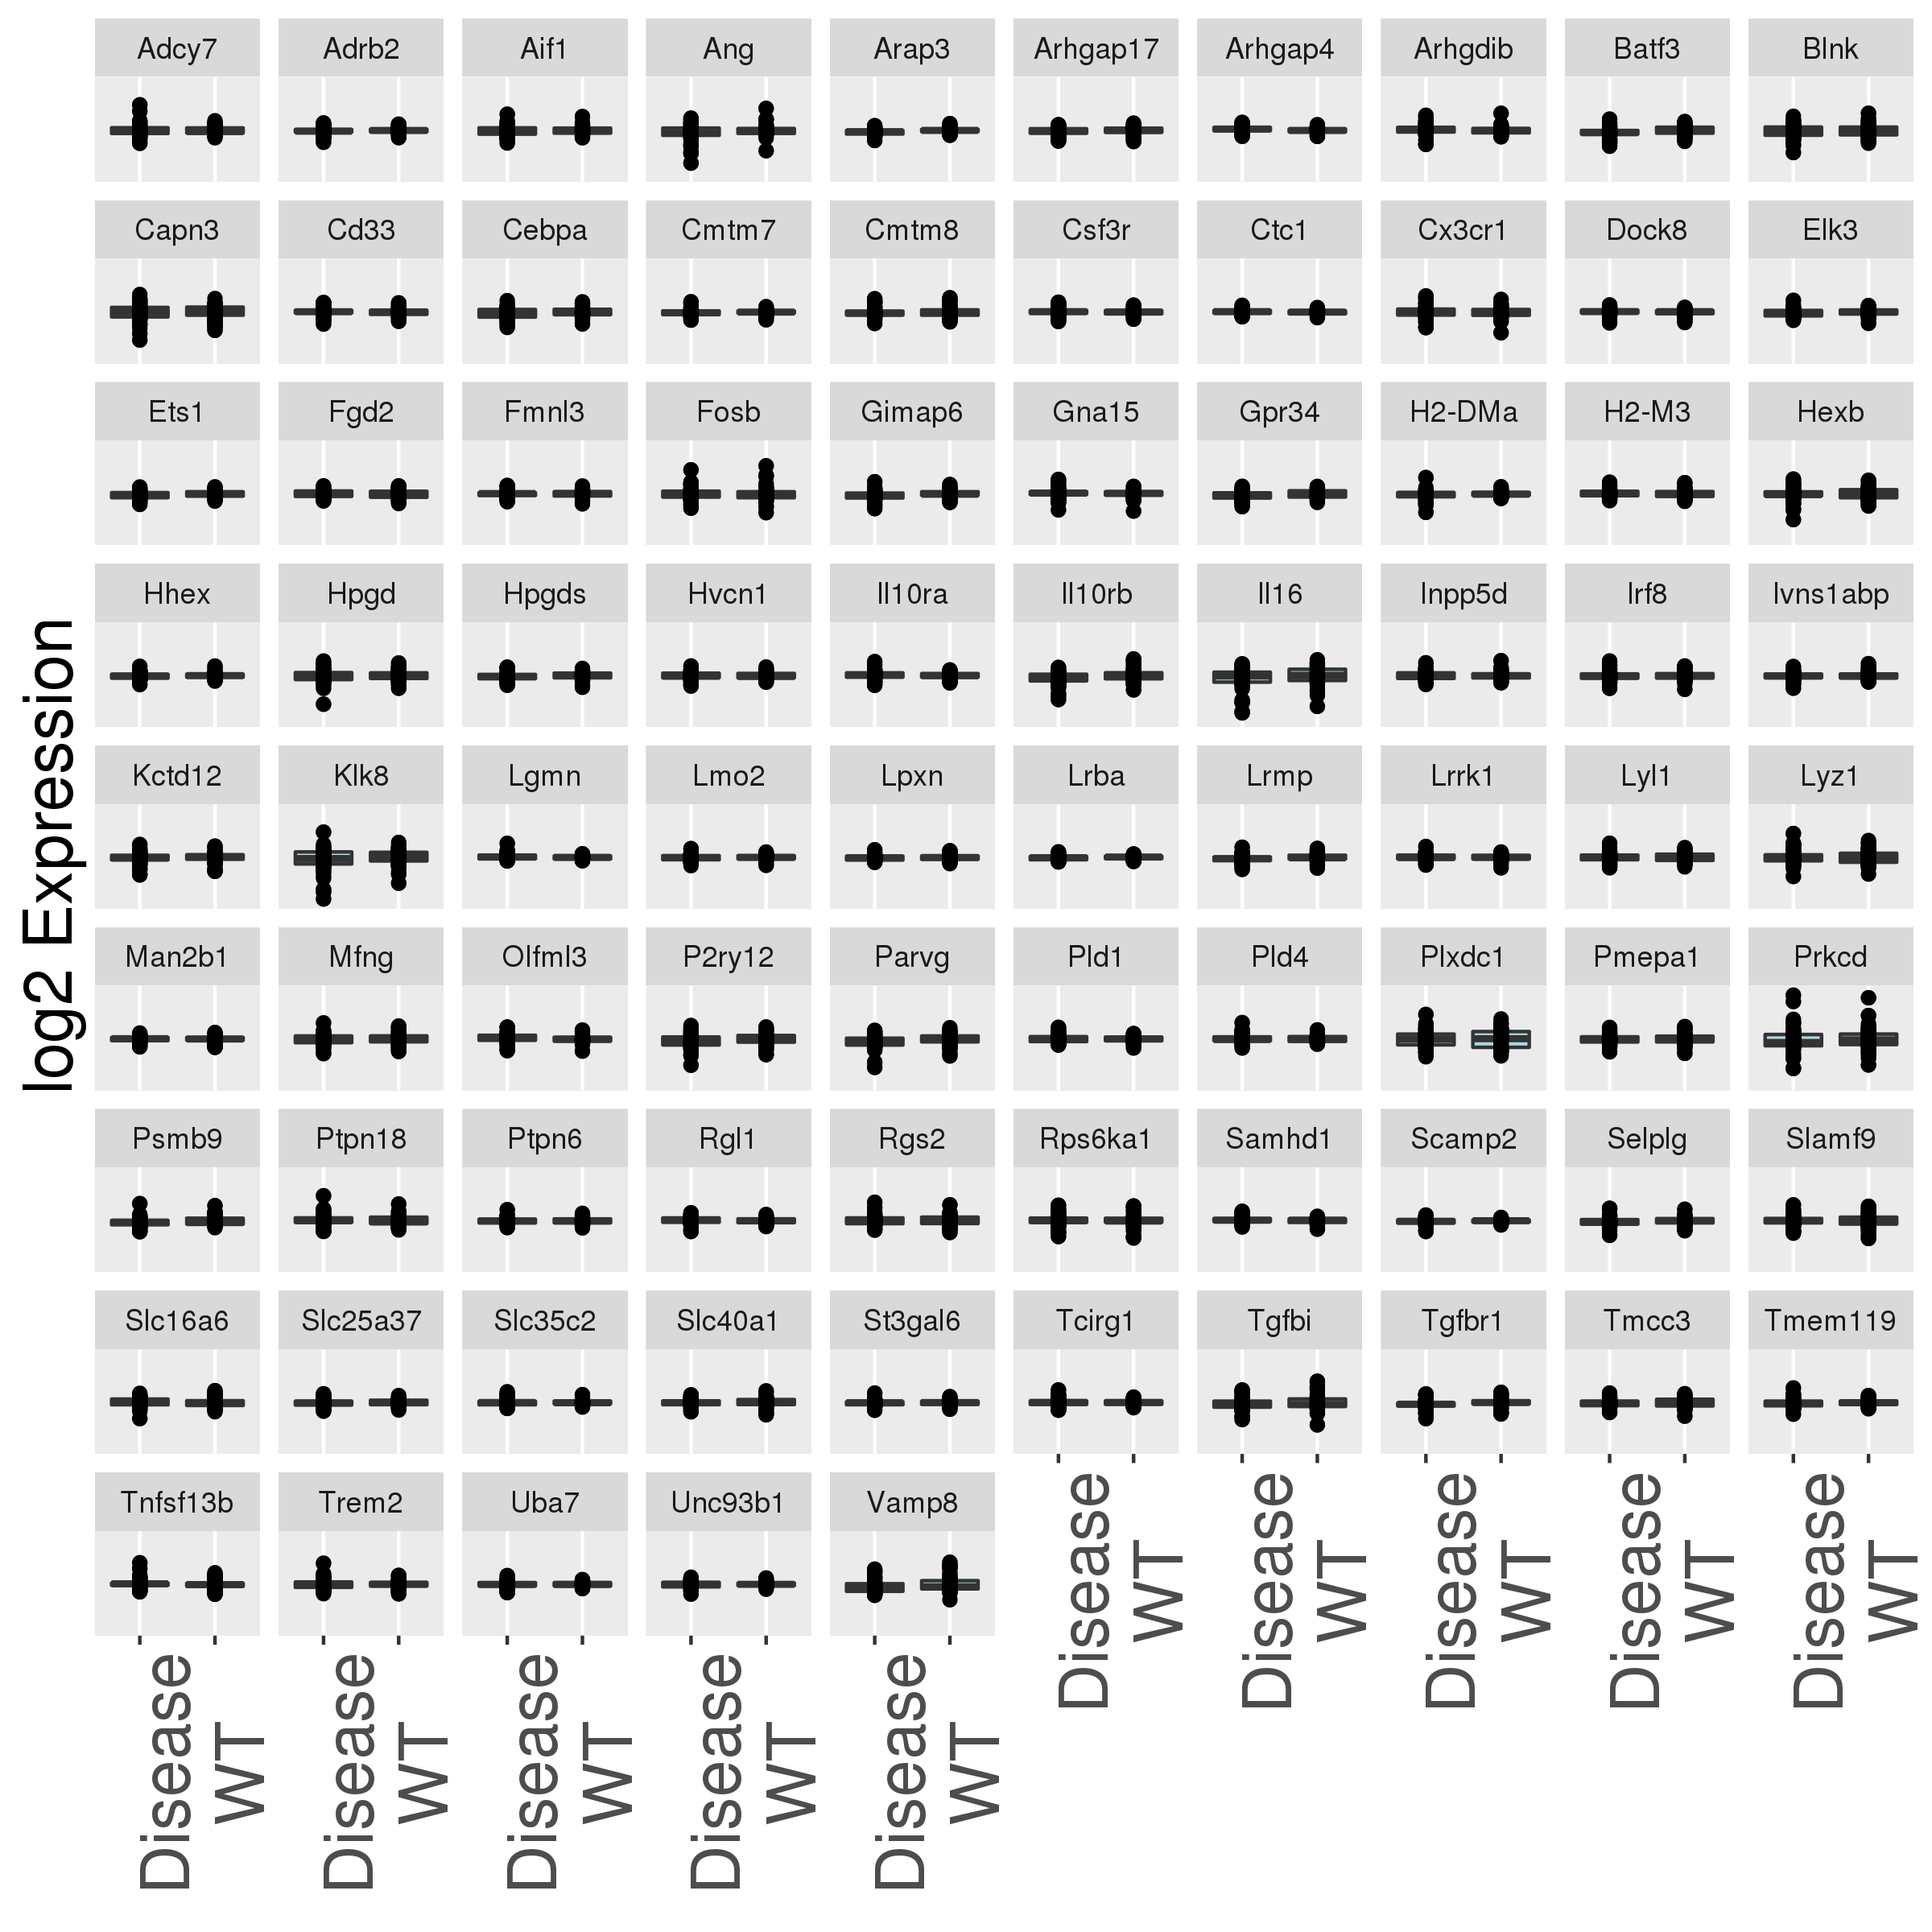 Adcy7 Adrb2 Aif1 Ang Arap3 Arhgap17 Arhgap4 Arhgdib Batf3 Blnk
Capn3 Cd33 Cebpa Cmtm7 Cmtm8 Csf3r Ctc1 Cx3cr1 Dock8 Elk3
Ets1 Fgd2 Fmnl3 Fosb Gimap6 Gna15 Gpr34 H2-DMa H2-M3 Hexb
Hhex Hpgd Hpgds Hvcn1 Il10ra Il10rb Il16 Inpp5d Irf8 Ivns1abp
Kctd12 Klk8 Lgmn Lmo2 Lpxn Lrba Lrmp Lrrk1 Lyl1 Lyz1
Man2b1 Mfng Olfml3 P2ry12 Parvg Pld1 Pld4 Plxdc1 Pmepa1 Prkcd
Psmb9 Ptpn18 Ptpn6 Rgl1 Rgs2 Rps6ka1 Samhd1 Scamp2 Selplg Slamf9
Slc16a6 Slc25a37 Slc35c2 Slc40a1 St3gal6 Tcirg1 Tgfbi Tgfbr1 Tmcc3 Tmem119
Tnfsf13b Trem2 Uba7 Unc93b1 Vamp8
log2 Expression
Disease
WT
Disease
WT
Disease
WT
Disease
WT
Disease
WT
Disease
WT
Disease
WT
Disease
WT
Disease
WT
Disease
WT